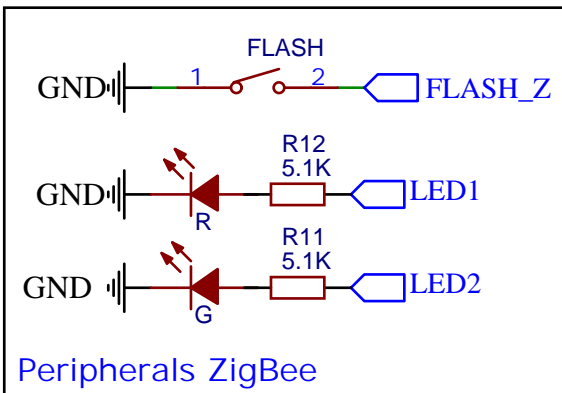 FLASH
GND 1 2 FLASH_Z
R12
5.1K
GND LED1
R
R11
5.1K
GND LED2
G
Peripherals ZigBee